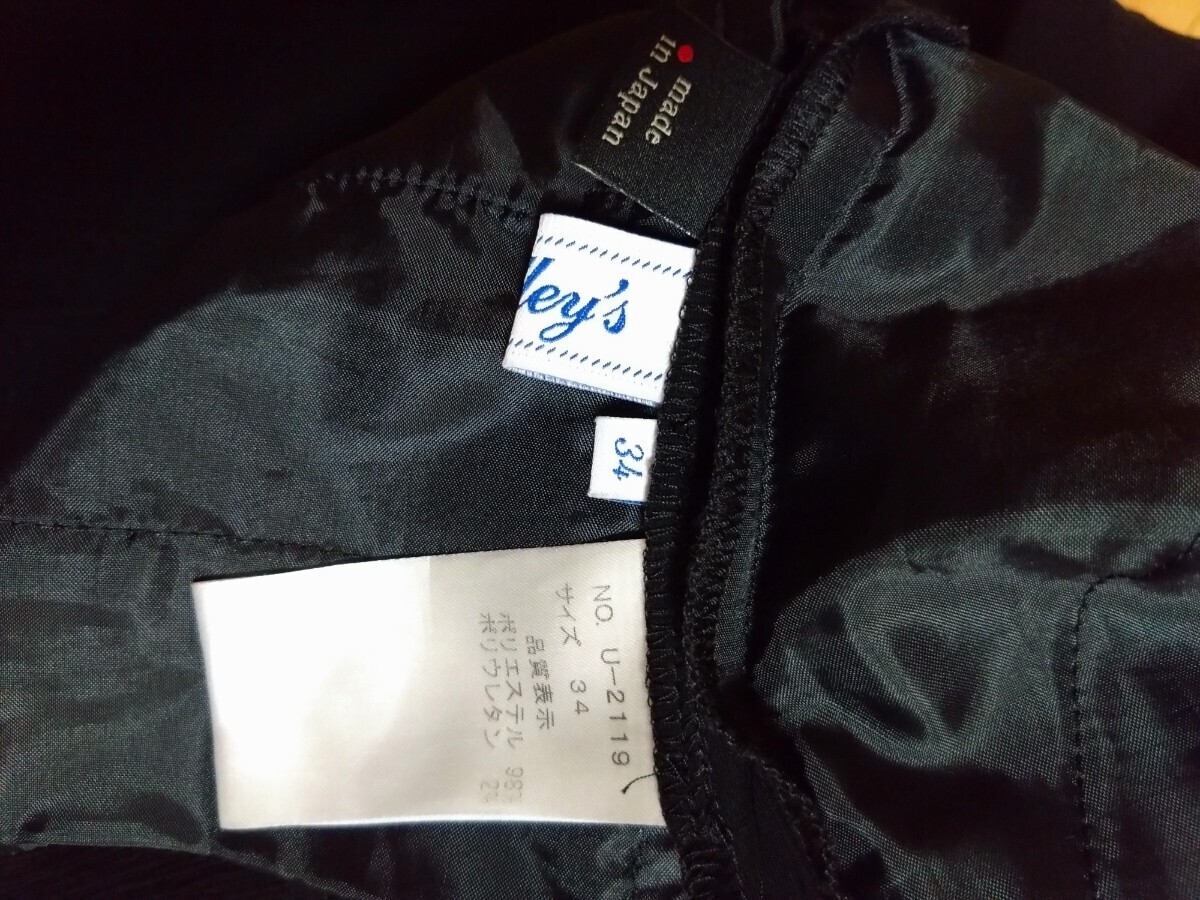 made
in Japan
ley's
34
NO. U-2119
サイズ 34
品質表示
ポリエステル 98%
ポリウレタン 2%